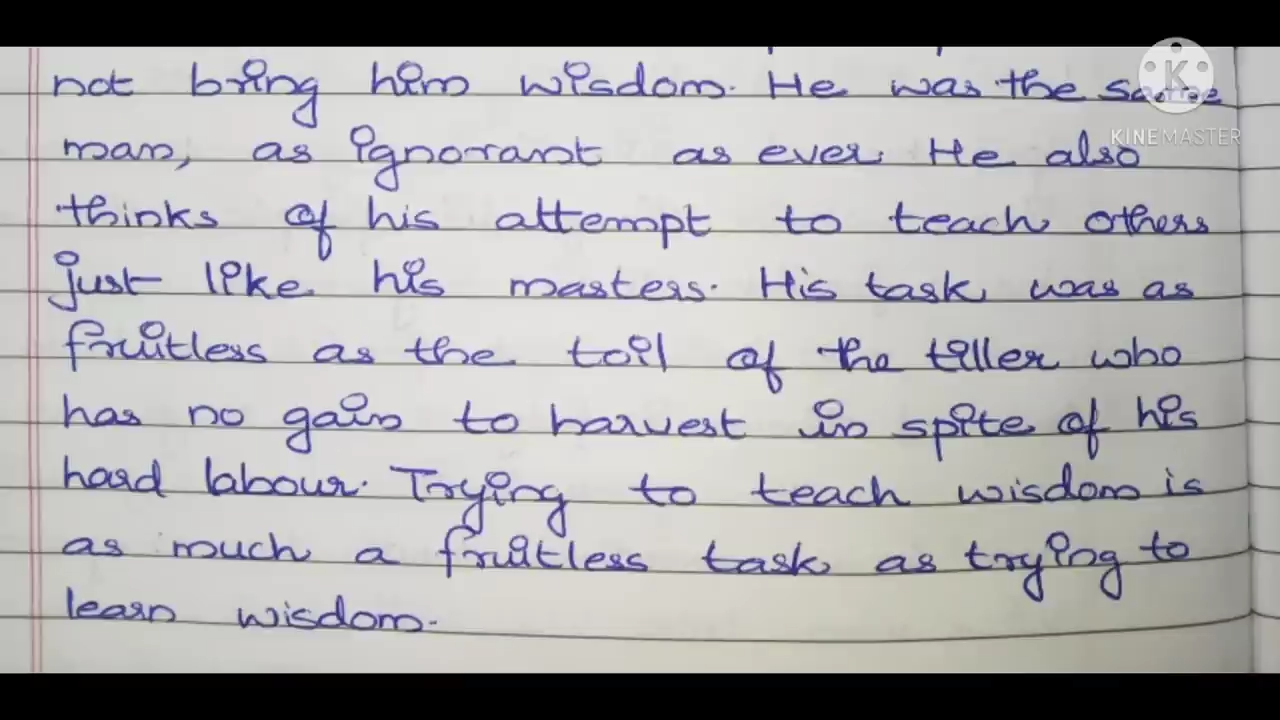 not bring him wisdom. He was the same
man, as ignorant as ever. He also
thinks of his attempt to teach others
just like his masters. His task was as
fruitless as the toil of the tiller who
has no gain to harvest in spite of his
hard labour. Trying to teach wisdom is
as much a fruitless task as trying to
learn wisdom.
K
KINEMASTER